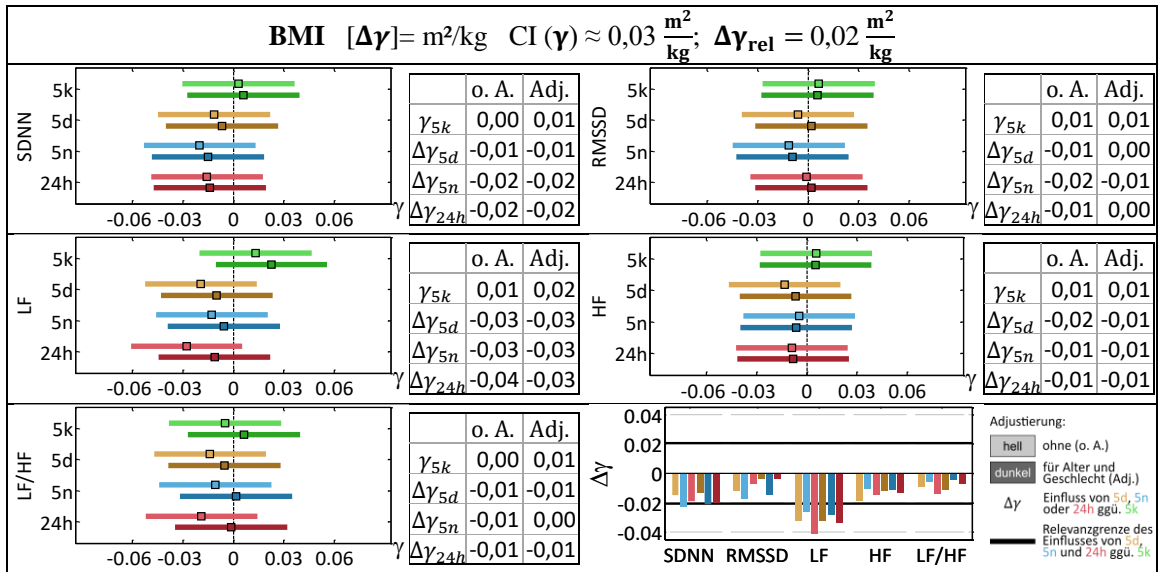 BMI [Δγ]= m²/kg CI (γ) ≈ 0,03 m²/kg; Δγrel = 0,02 m²/kg
SDNN
5k
5d
5n
24h
-0.06 -0.03 0 0.03 0.06 γ
o. A. Adj.
γ5k 0,00 0,01
Δγ5d -0,01 -0,01
Δγ5n -0,02 -0,02
Δγ24h -0,02 -0,02
RMSSD
5k
5d
5n
24h
-0.06 -0.03 0 0.03 0.06 γ
o. A. Adj.
γ5k 0,01 0,01
Δγ5d -0,01 0,00
Δγ5n -0,02 -0,01
Δγ24h -0,01 0,00
LF
5k
5d
5n
24h
-0.06 -0.03 0 0.03 0.06 γ
o. A. Adj.
γ5k 0,01 0,02
Δγ5d -0,03 -0,03
Δγ5n -0,03 -0,03
Δγ24h -0,04 -0,03
HF
5k
5d
5n
24h
-0.06 -0.03 0 0.03 0.06 γ
o. A. Adj.
γ5k 0,01 0,01
Δγ5d -0,02 -0,01
Δγ5n -0,01 -0,01
Δγ24h -0,01 -0,01
LF/HF
5k
5d
5n
24h
-0.06 -0.03 0 0.03 0.06 γ
o. A. Adj.
γ5k 0,00 0,01
Δγ5d -0,01 -0,01
Δγ5n -0,01 0,00
Δγ24h -0,01 -0,01
Δγ
0.04
0.02
0
-0.02
-0.04
SDNN RMSSD LF HF LF/HF
Adjustierung:
hell ohne (o. A.)
dunkel für Alter und
Geschlecht (Adj.)
Δγ Einfluss von 5d, 5n
oder 24h ggü. 5k
Relevanzgrenze des
Einflusses von 5d,
5n und 24h ggü. 5k